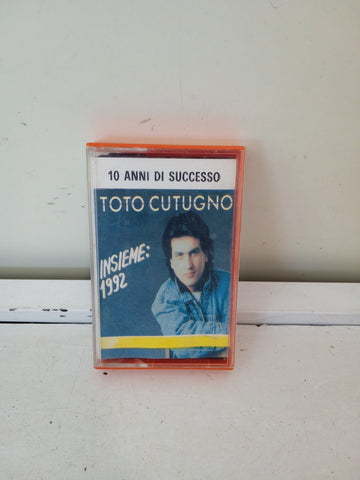 10 ANNI DI SUCCESSO
TOTO CUTUGNO
INSIEME:
1992